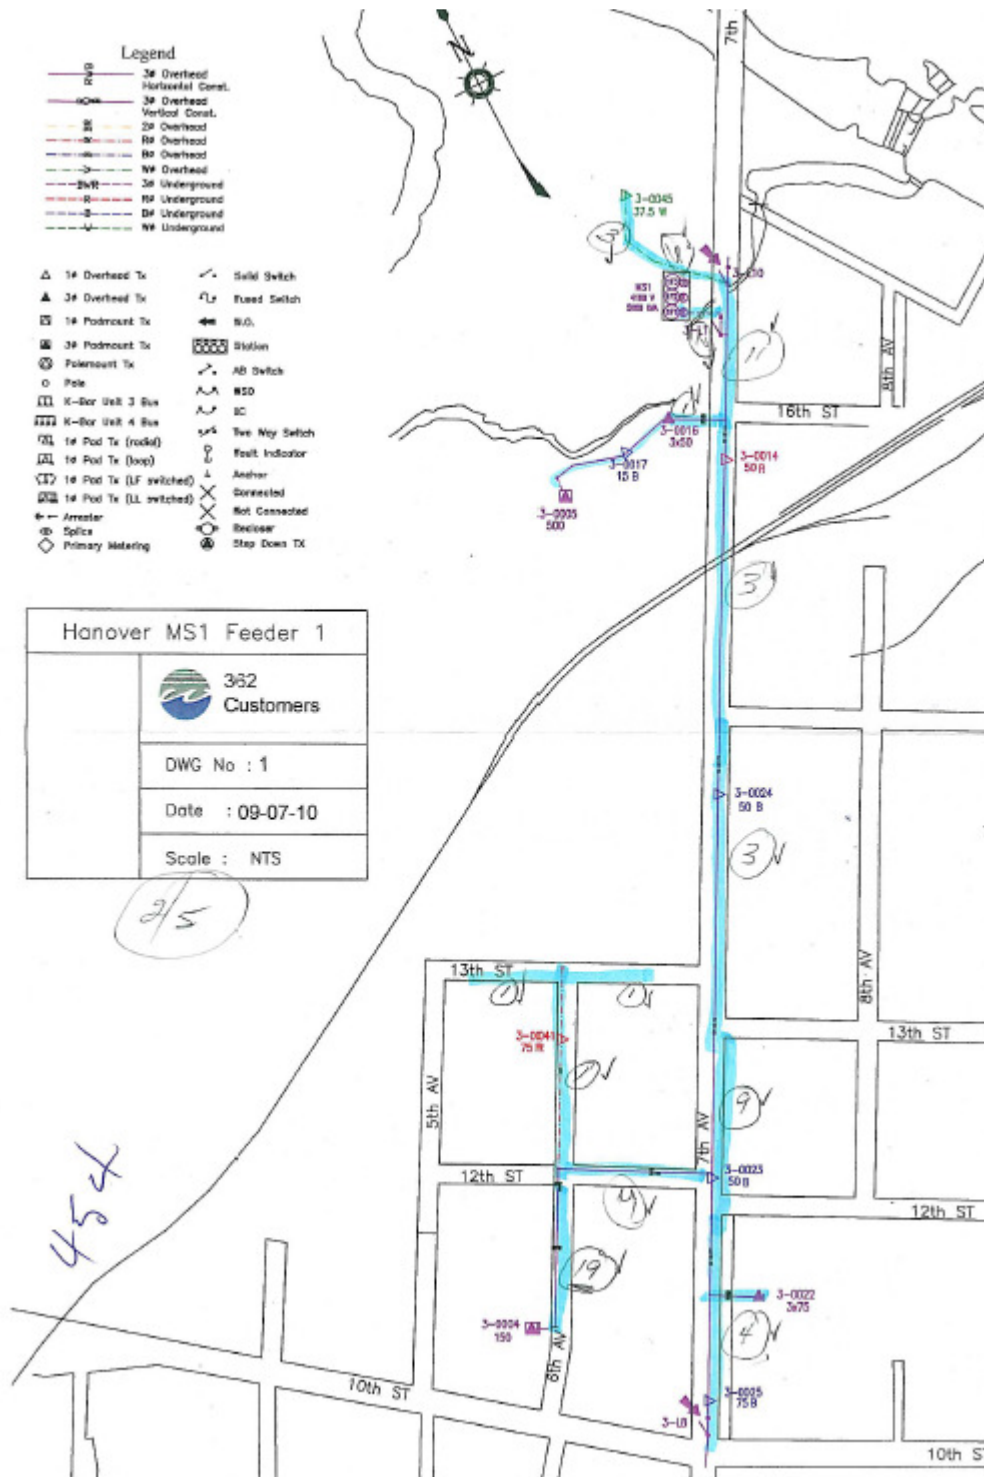 7th
Legend
RWB
3ø Overhead
Horizontal Const.
3ø Overhead
Vertical Const.
2ø Overhead
Rø Overhead
Bø Overhead
Wø Overhead
BWR
3ø Underground
R
Rø Underground
B
Bø Underground
Wø Underground
N
1ø Overhead Tx
3ø Overhead Tx
1ø Padmount Tx
3ø Padmount Tx
Polemount Tx
Pole
K-Bar Unit 3 Bus
K-Bar Unit 4 Bus
1ø Pad Tx (radial)
1ø Pad Tx (loop)
1ø Pad Tx (LF switched)
1ø Pad Tx (LL switched)
Arrester
Splice
Primary Metering
Solid Switch
Fused Switch
N.O.
Station
AB Switch
WSD
IC
Two Way Switch
Fault Indicator
Anchor
Connected
Not Connected
Recloser
Step Down TX
3-0045
37.5 W
3
MS1
11
8th AV
16th ST
1
3-0016
3x50
3-0017
15 B
3-0014
50 R
3-0005
500
3
Hanover MS1 Feeder 1
362
Customers
DWG No : 1
Date : 09-07-10
Scale : NTS
2/5
3-0024
50 B
3
13th ST
1
1
8th AV
13th ST
3-0041
75 R
1
5th AV
9
7th AV
12th ST
3-0023
50 B
12th ST
4
454
19
3-0022
3x75
3-0004
150
4
6th AV
10th ST
3-0025
75 B
10th S